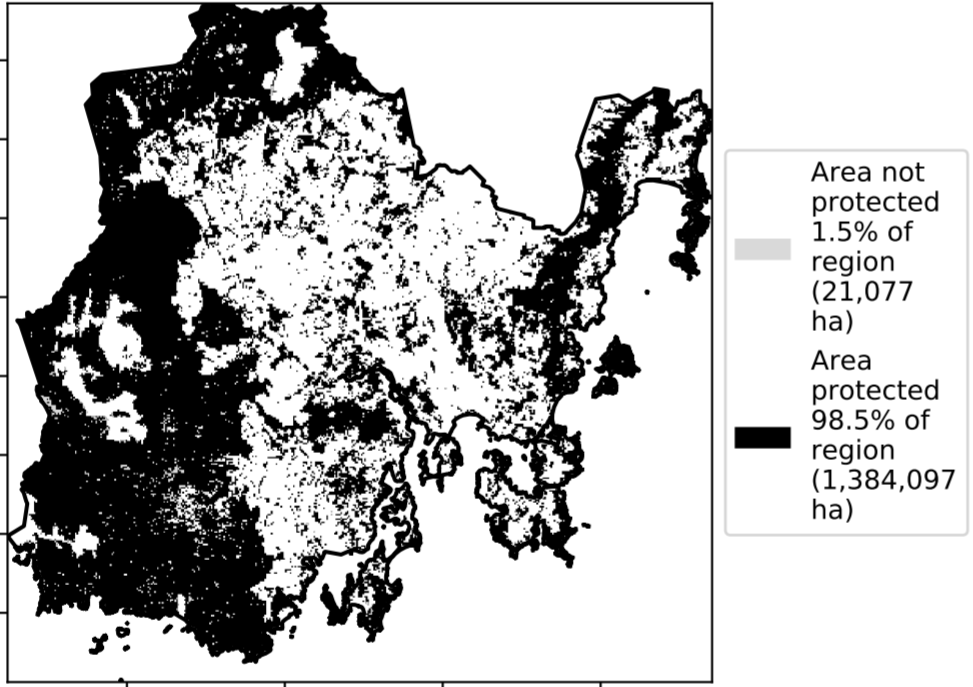 Area not
protected
1.5% of
region
(21,077
ha)
Area
protected
98.5% of
region
(1,384,097
ha)